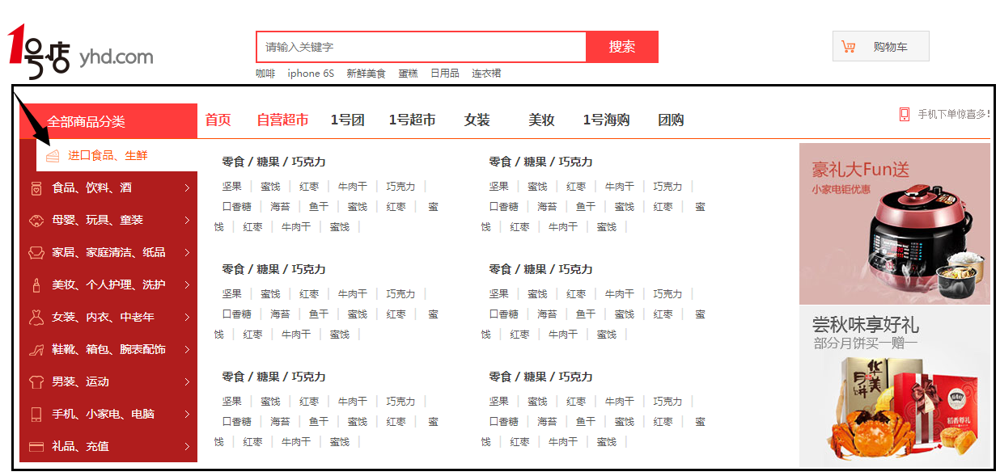 1号店 yhd.com
请输入关键字 搜索
购物车
咖啡 iphone 6S 新鲜美食 蛋糕 日用品 连衣裙
全部商品分类 首页 自营超市 1号团 1号超市 女装 美妆 1号海购 团购
手机下单惊喜多!
进口食品、生鲜
食品、饮料、酒
母婴、玩具、童装
家居、家庭清洁、纸品
美妆、个人护理、洗护
女装、内衣、中老年
鞋靴、箱包、腕表配饰
男装、运动
手机、小家电、电脑
礼品、充值
零食 / 糖果 / 巧克力
坚果 | 蜜饯 | 红枣 | 牛肉干 | 巧克力 |
口香糖 | 海苔 | 鱼干 | 蜜饯 | 红枣 | 蜜
饯 | 红枣 | 牛肉干 | 蜜饯 |
零食 / 糖果 / 巧克力
坚果 | 蜜饯 | 红枣 | 牛肉干 | 巧克力 |
口香糖 | 海苔 | 鱼干 | 蜜饯 | 红枣 | 蜜
饯 | 红枣 | 牛肉干 | 蜜饯 |
零食 / 糖果 / 巧克力
坚果 | 蜜饯 | 红枣 | 牛肉干 | 巧克力 |
口香糖 | 海苔 | 鱼干 | 蜜饯 | 红枣 | 蜜
饯 | 红枣 | 牛肉干 | 蜜饯 |
零食 / 糖果 / 巧克力
坚果 | 蜜饯 | 红枣 | 牛肉干 | 巧克力 |
口香糖 | 海苔 | 鱼干 | 蜜饯 | 红枣 | 蜜
饯 | 红枣 | 牛肉干 | 蜜饯 |
零食 / 糖果 / 巧克力
坚果 | 蜜饯 | 红枣 | 牛肉干 | 巧克力 |
口香糖 | 海苔 | 鱼干 | 蜜饯 | 红枣 | 蜜
饯 | 红枣 | 牛肉干 | 蜜饯 |
零食 / 糖果 / 巧克力
坚果 | 蜜饯 | 红枣 | 牛肉干 | 巧克力 |
口香糖 | 海苔 | 鱼干 | 蜜饯 | 红枣 | 蜜
饯 | 红枣 | 牛肉干 | 蜜饯 |
豪礼大Fun送
小家电钜优惠
尝秋味享好礼
部分月饼买一赠一
华美
月饼
稻香尊礼